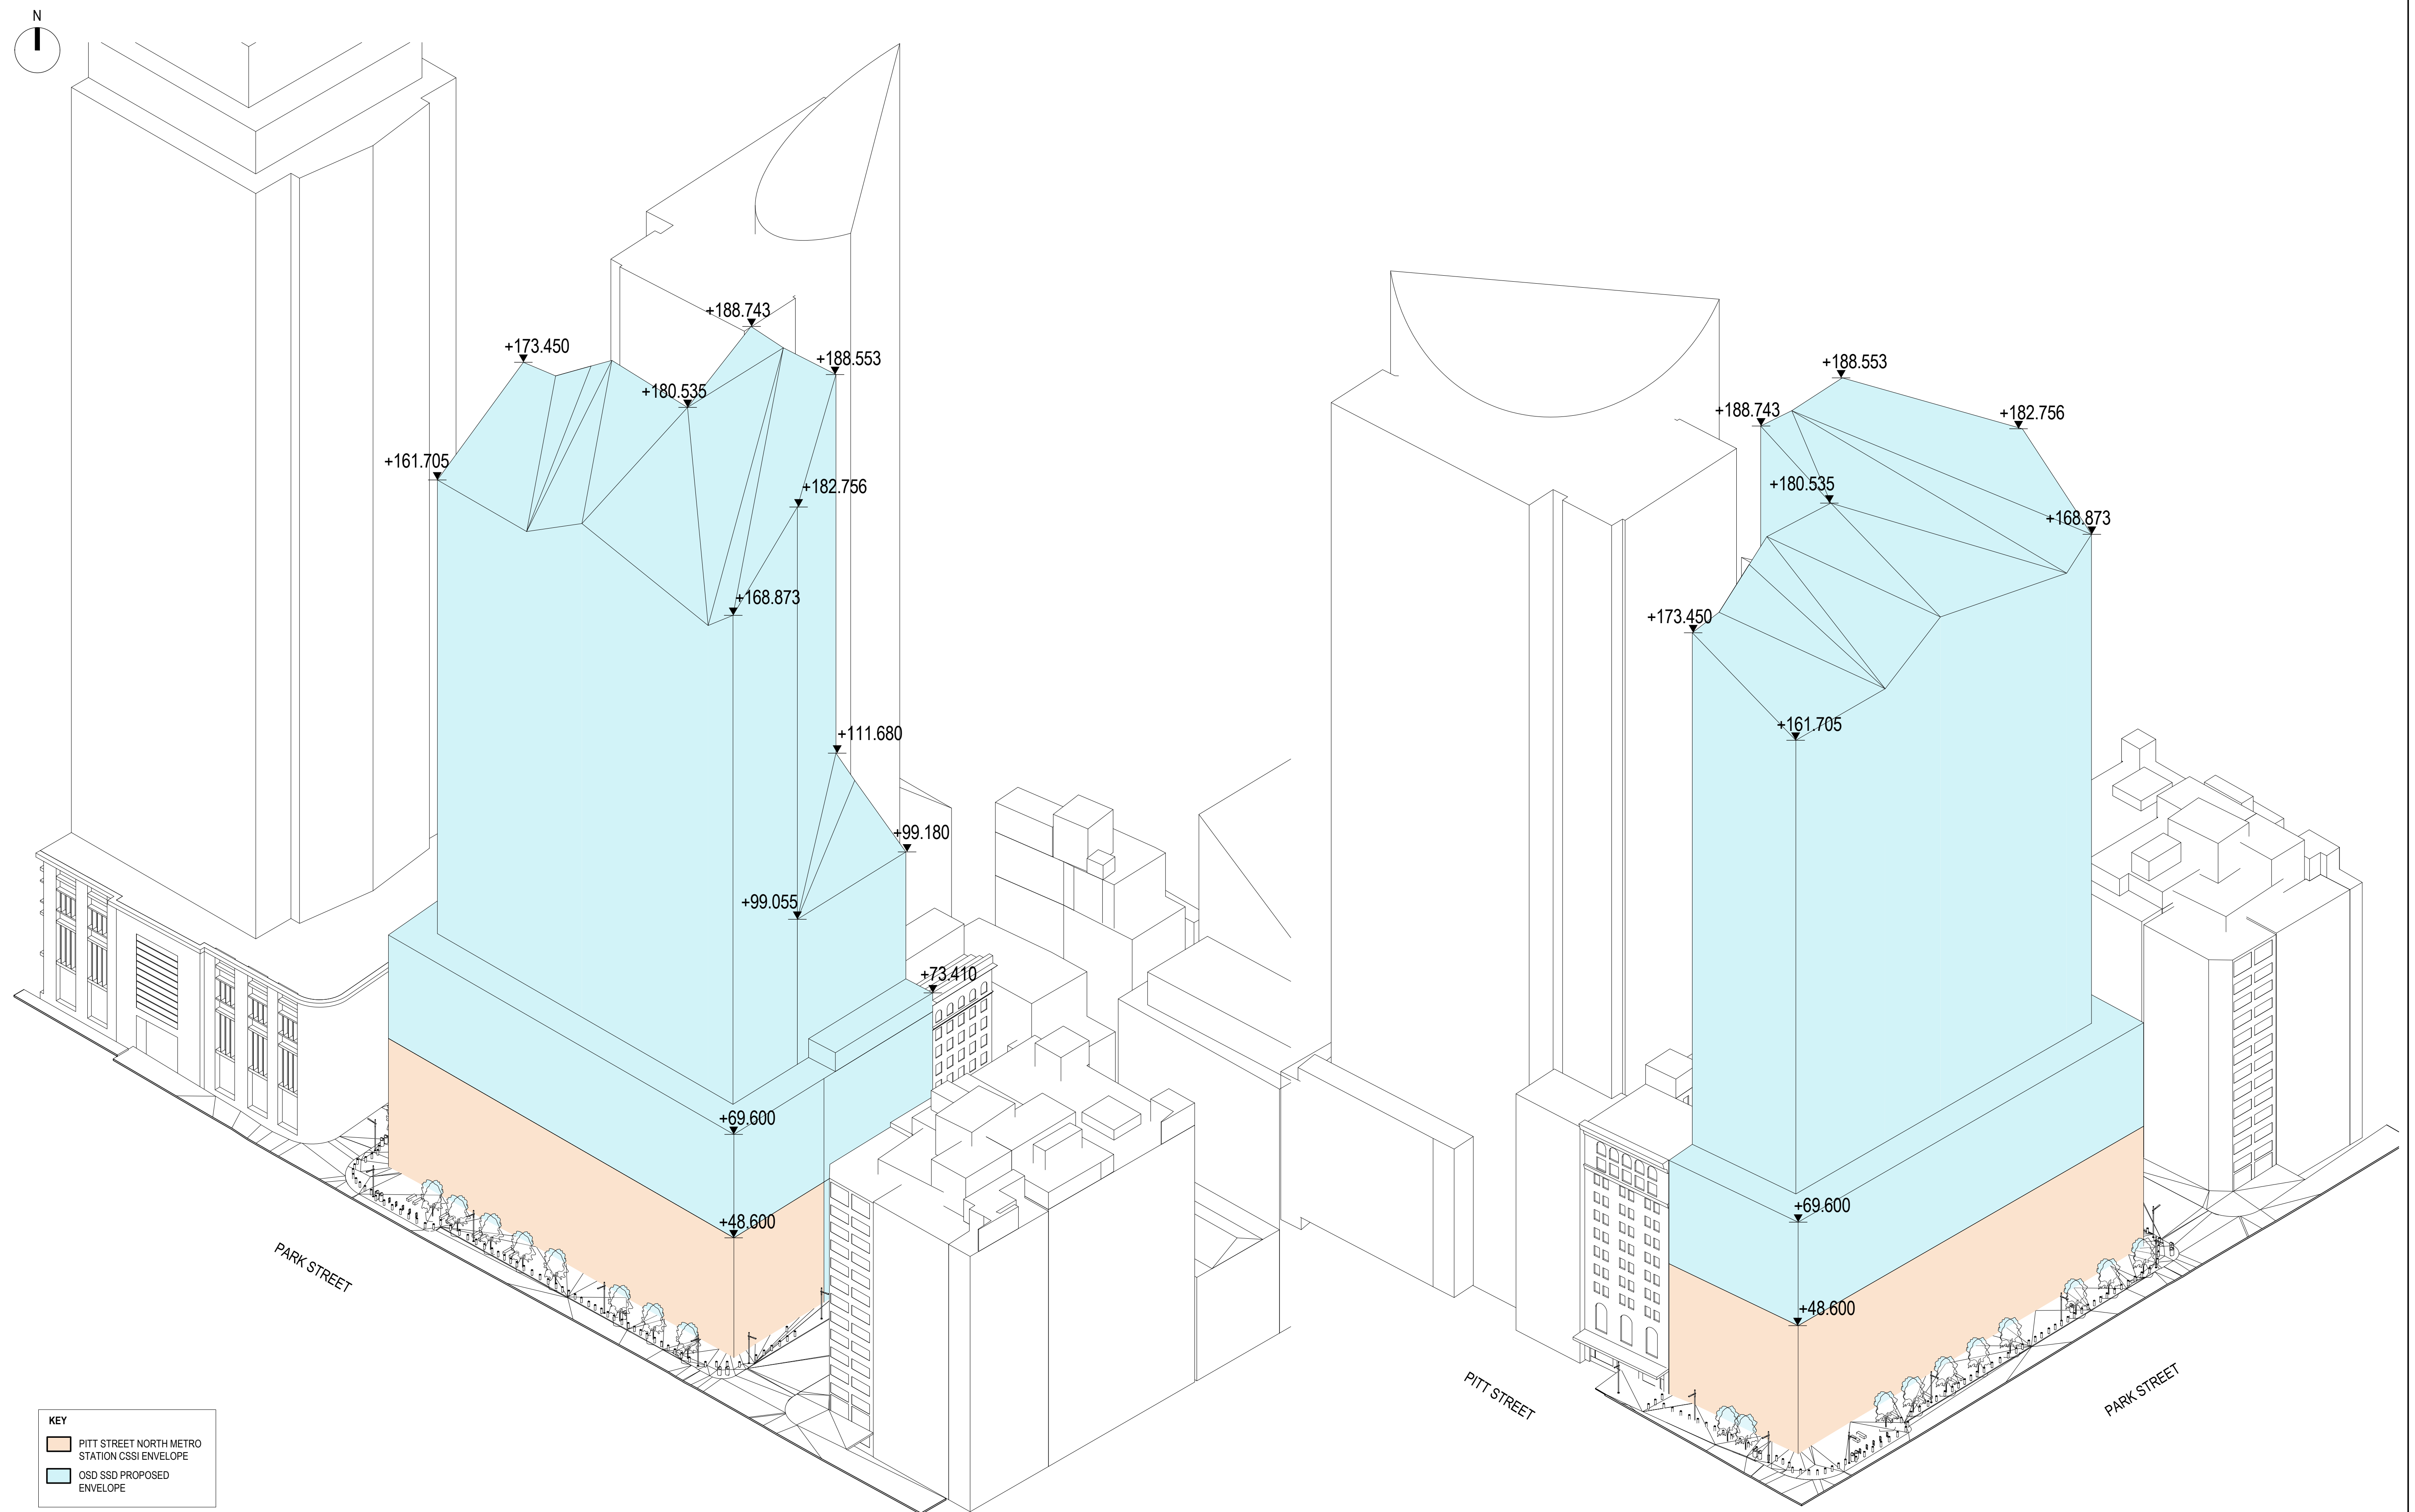 N
+188.743
+173.450
+188.553
+180.535
+161.705
+182.756
+168.873
+111.680
+99.180
+99.055
+73.410
+69.600
+48.600
PARK STREET
+188.553
+188.743
+182.756
+180.535
+168.873
+173.450
+161.705
+69.600
+48.600
PITT STREET
PARK STREET
KEY
PITT STREET NORTH METRO
STATION CSSI ENVELOPE
OSD SSD PROPOSED
ENVELOPE